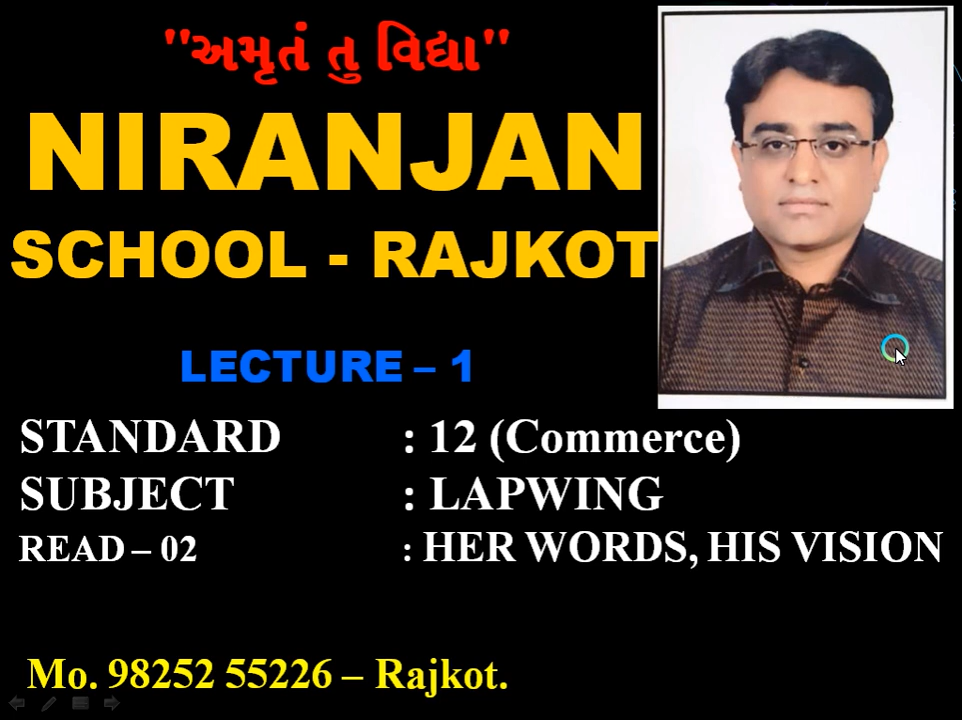 "અમૃતં તુ વિદ્યા"
NIRANJAN
SCHOOL - RAJKOT
LECTURE – 1
STANDARD : 12 (Commerce)
SUBJECT : LAPWING
READ – 02 : HER WORDS, HIS VISION
Mo. 98252 55226 – Rajkot.